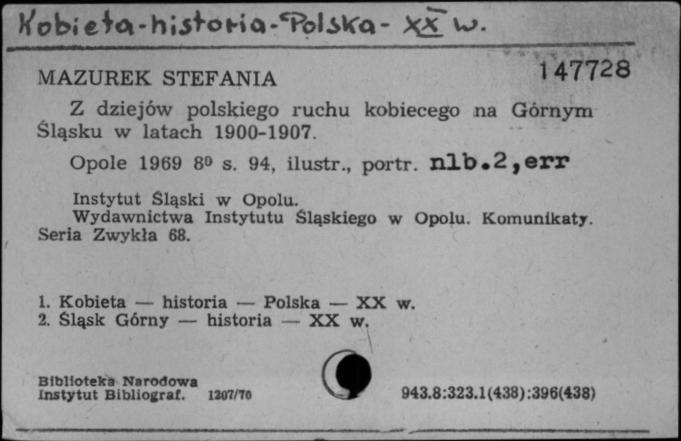 Kobieta-historia-Polska- XX w.
147728
MAZUREK STEFANIA
Z dziejów polskiego ruchu kobiecego na Górnym
Śląsku w latach 1900-1907.
Opole 1969 8⁰ s. 94, ilustr., portr. nlb.2,err
Instytut Śląski w Opolu.
Wydawnictwa Instytutu Śląskiego w Opolu. Komunikaty.
Seria Zwykła 68.
1. Kobieta — historia — Polska — XX w.
2. Śląsk Górny — historia — XX w.
Biblioteka Narodowa
Instytut Bibliograf. 1207/70
943.8:323.1(438):396(438)